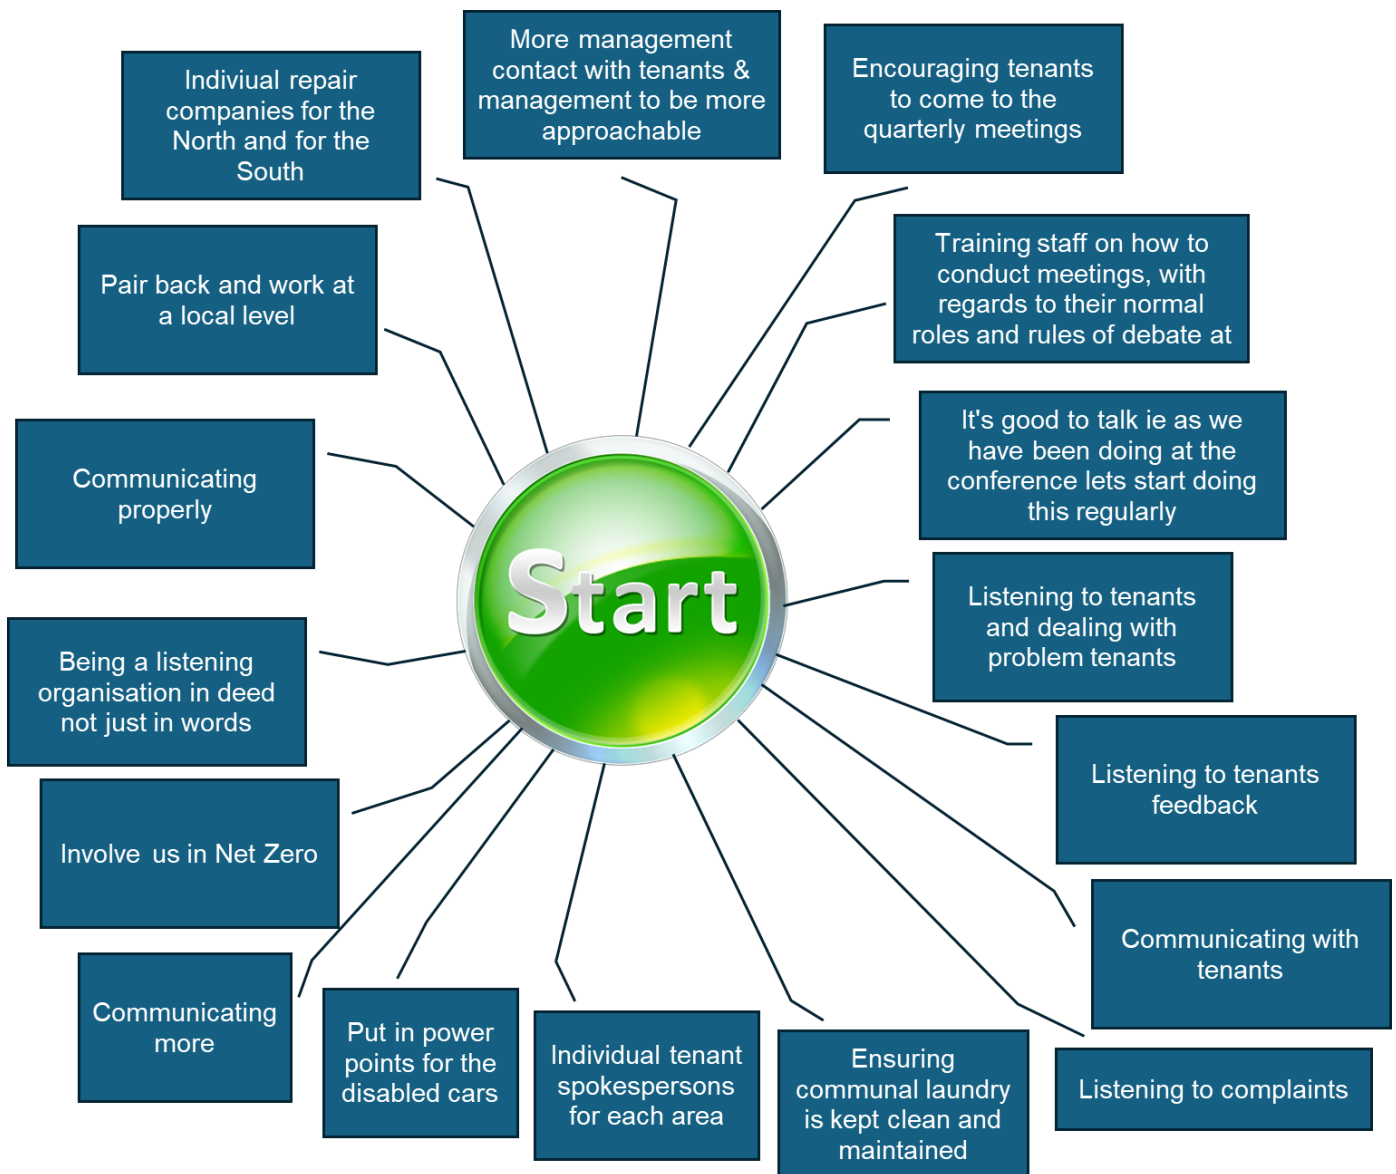 More management
contact with tenants &
management to be more
approachable
Encouraging tenants
to come to the
quarterly meetings
Training staff on how to
conduct meetings, with
regards to their normal
roles and rules of debate at
It's good to talk ie as we
have been doing at the
conference lets start doing
this regularly
Listening to tenants
and dealing with
problem tenants
Listening to tenants
feedback
Communicating with
tenants
Listening to complaints
Ensuring
communal laundry
is kept clean and
maintained
Individual tenant
spokespersons
for each area
Put in power
points for the
disabled cars
Communicating
more
Involve us in Net Zero
Being a listening
organisation in deed
not just in words
Communicating
properly
Pair back and work at
a local level
Indiviual repair
companies for the
North and for the
South
Start